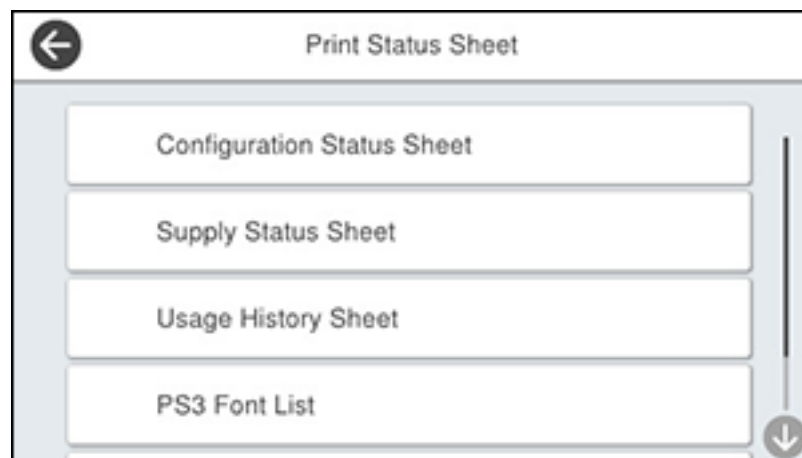 Print Status Sheet
Configuration Status Sheet
Supply Status Sheet
Usage History Sheet
PS3 Font List